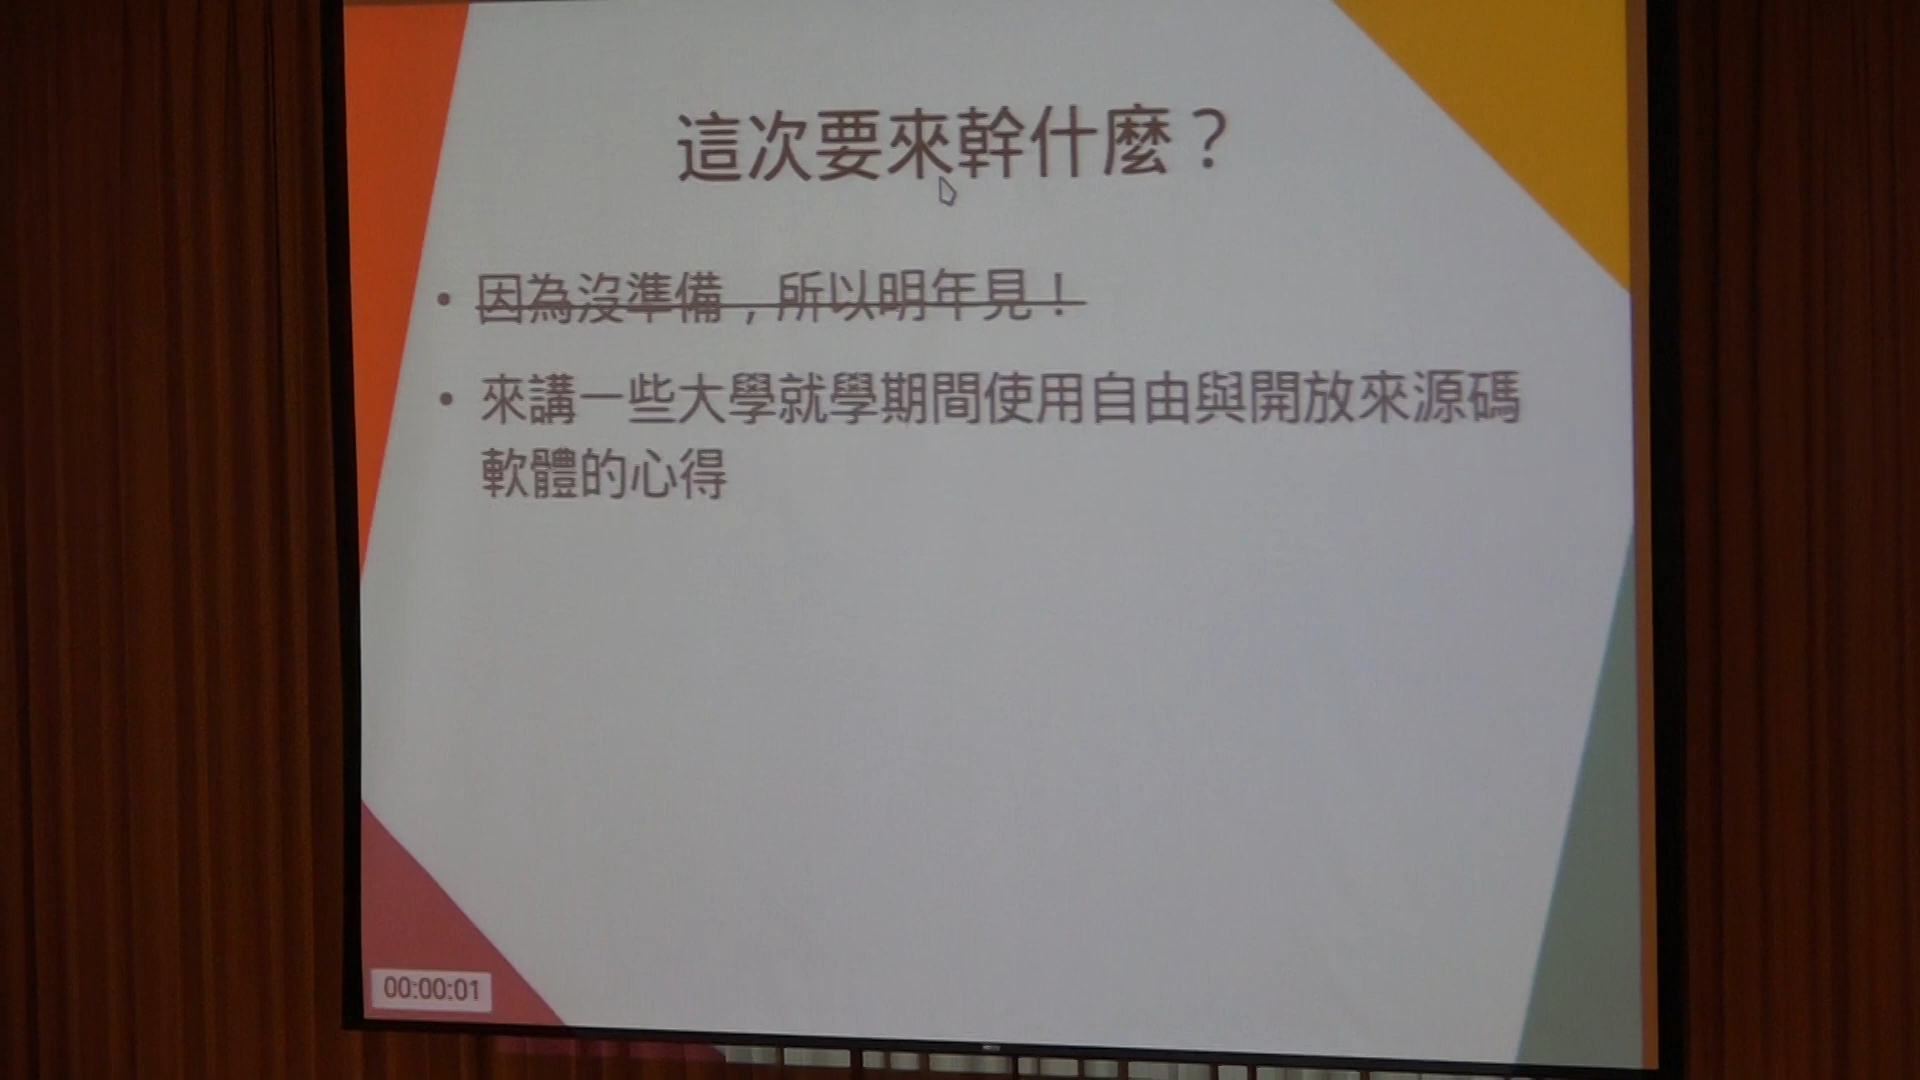 這次要來幹什麼？
• 因為沒準備，所以明年見！
• 來講一些大學就學期間使用自由與開放來源碼
軟體的心得
00:00:01